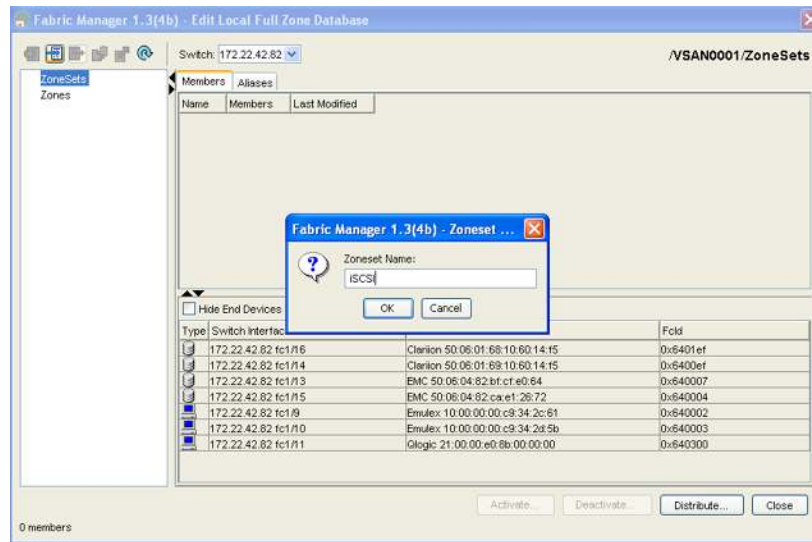 Fabric Manager 1.3(4b) - Edit Local Full Zone Database
Switch: 172.22.42.82
/VSAN0001/ZoneSets
ZoneSets
Zones
Members Aliases
Name Members Last Modified
Fabric Manager 1.3(4b) - Zoneset ...
Zoneset Name:
iSCSI
OK Cancel
Hide End Devices
Type Switch Interfac FcId
172.22.42.82 fc1/16 Clariion 50:06:01:68:10:60:14:f5 0x6401ef
172.22.42.82 fc1/14 Clariion 50:06:01:69:10:60:14:f5 0x6400ef
172.22.42.82 fc1/13 EMC 50:06:04:82:bf:cf:e0:64 0x640007
172.22.42.82 fc1/15 EMC 50:06:04:82:ca:e1:26:72 0x640004
172.22.42.82 fc1/9 Emulex 10:00:00:00:c9:34:2c:61 0x640002
172.22.42.82 fc1/10 Emulex 10:00:00:00:c9:34:2d:5b 0x640003
172.22.42.82 fc1/11 Qlogic 21:00:00:e0:8b:00:00:00 0x640300
Activate... Deactivate... Distribute... Close
0 members